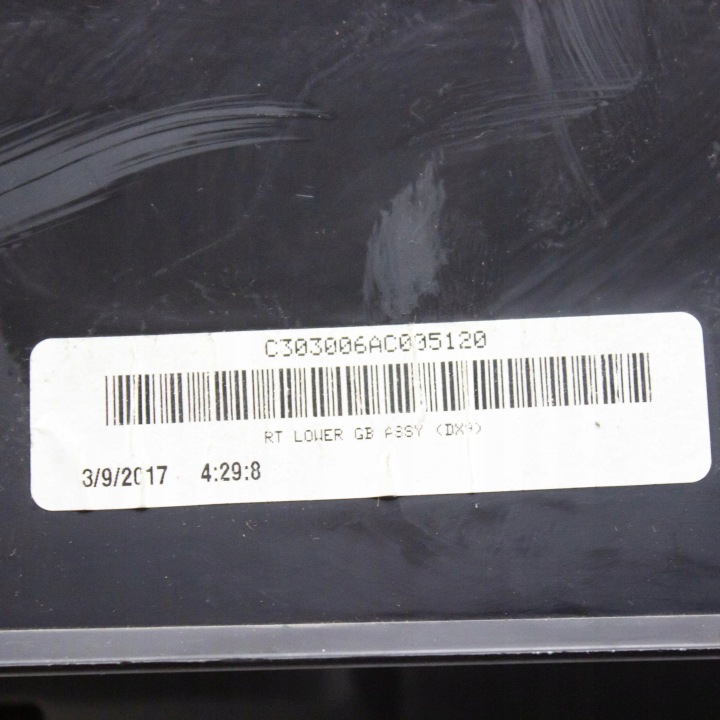 C303006AC005120
RT LOWER GB ASSY (DX9)
3/9/2017 4:29:8